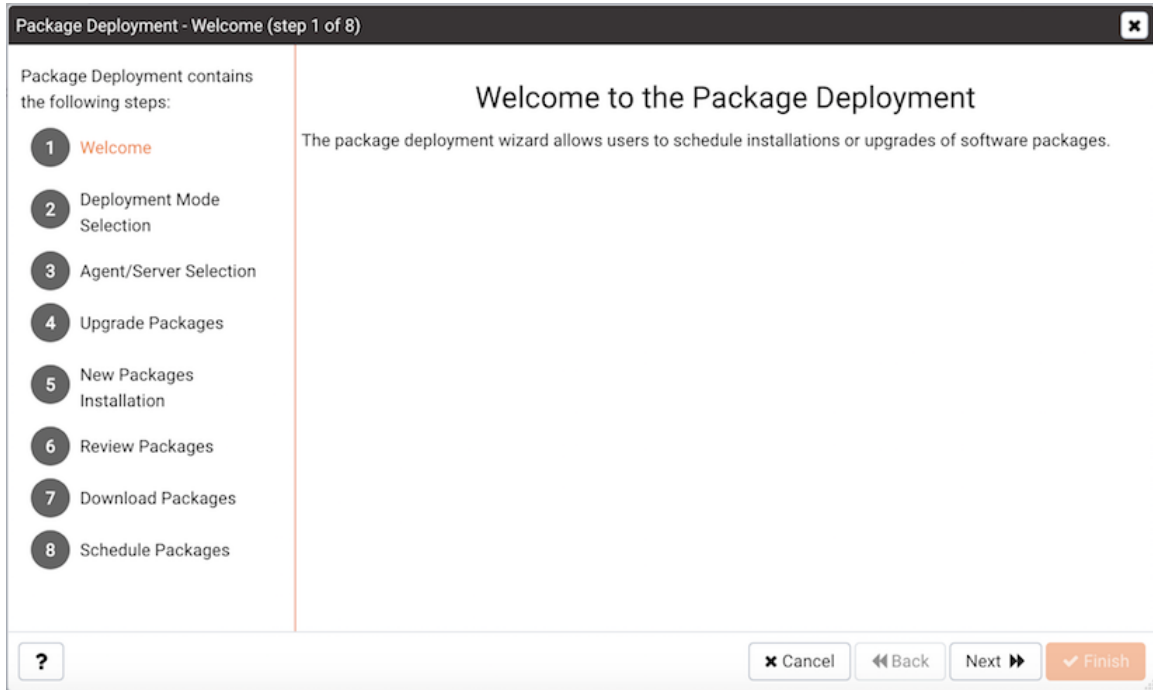 Package Deployment - Welcome (step 1 of 8)
Package Deployment contains
the following steps:
1 Welcome
2 Deployment Mode
Selection
3 Agent/Server Selection
4 Upgrade Packages
5 New Packages
Installation
6 Review Packages
7 Download Packages
8 Schedule Packages
Welcome to the Package Deployment
The package deployment wizard allows users to schedule installations or upgrades of software packages.
? Cancel Back Next Finish